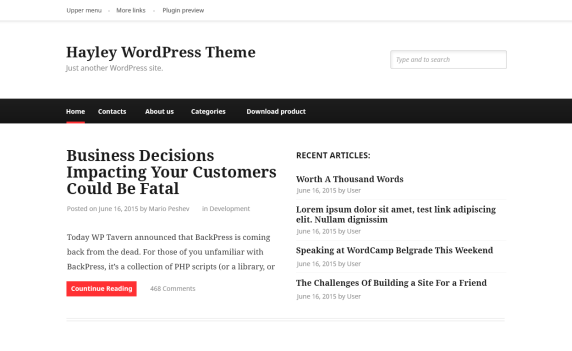 Upper menu - More links - Plugin preview
Hayley WordPress Theme
Just another WordPress site.
Type and to search
Home Contacts About us Categories Download product
Business Decisions
Impacting Your Customers
Could Be Fatal
Posted on June 16, 2015 by Mario Peshev in Development
Today WP Tavern announced that BackPress is coming
back from the dead. For those of you unfamiliar with
BackPress, it's a collection of PHP scripts (or a library, or
Countinue Reading 468 Comments
RECENT ARTICLES:
Worth A Thousand Words
June 16, 2015 by User
Lorem ipsum dolor sit amet, test link adipiscing
elit. Nullam dignissim
June 16, 2015 by User
Speaking at WordCamp Belgrade This Weekend
June 16, 2015 by User
The Challenges Of Building a Site For a Friend
June 16, 2015 by User